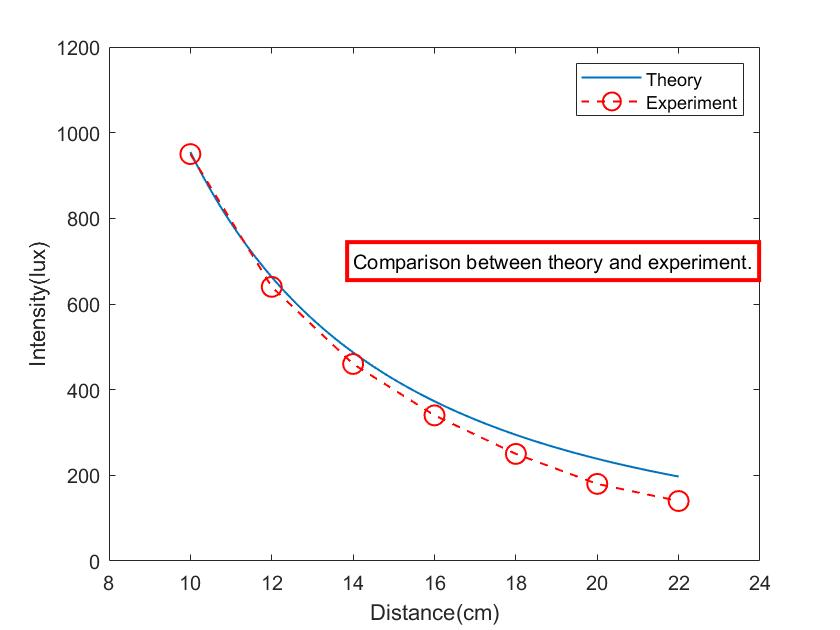 1200
1000
800
600
400
200
0
Intensity(lux)
Theory
Experiment
Comparison between theory and experiment.
8 10 12 14 16 18 20 22 24
Distance(cm)